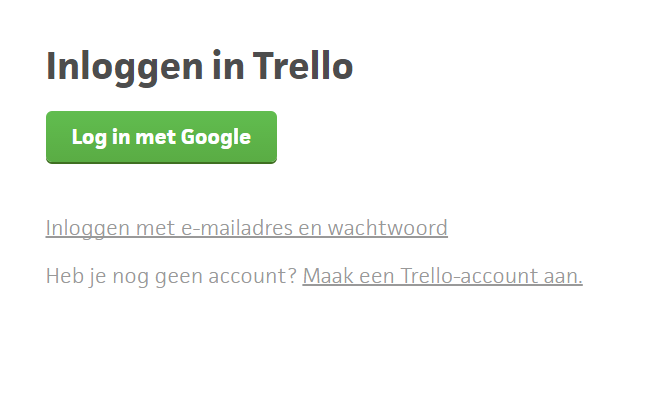 Inloggen in Trello
Log in met Google
Inloggen met e-mailadres en wachtwoord
Heb je nog geen account? Maak een Trello-account aan.